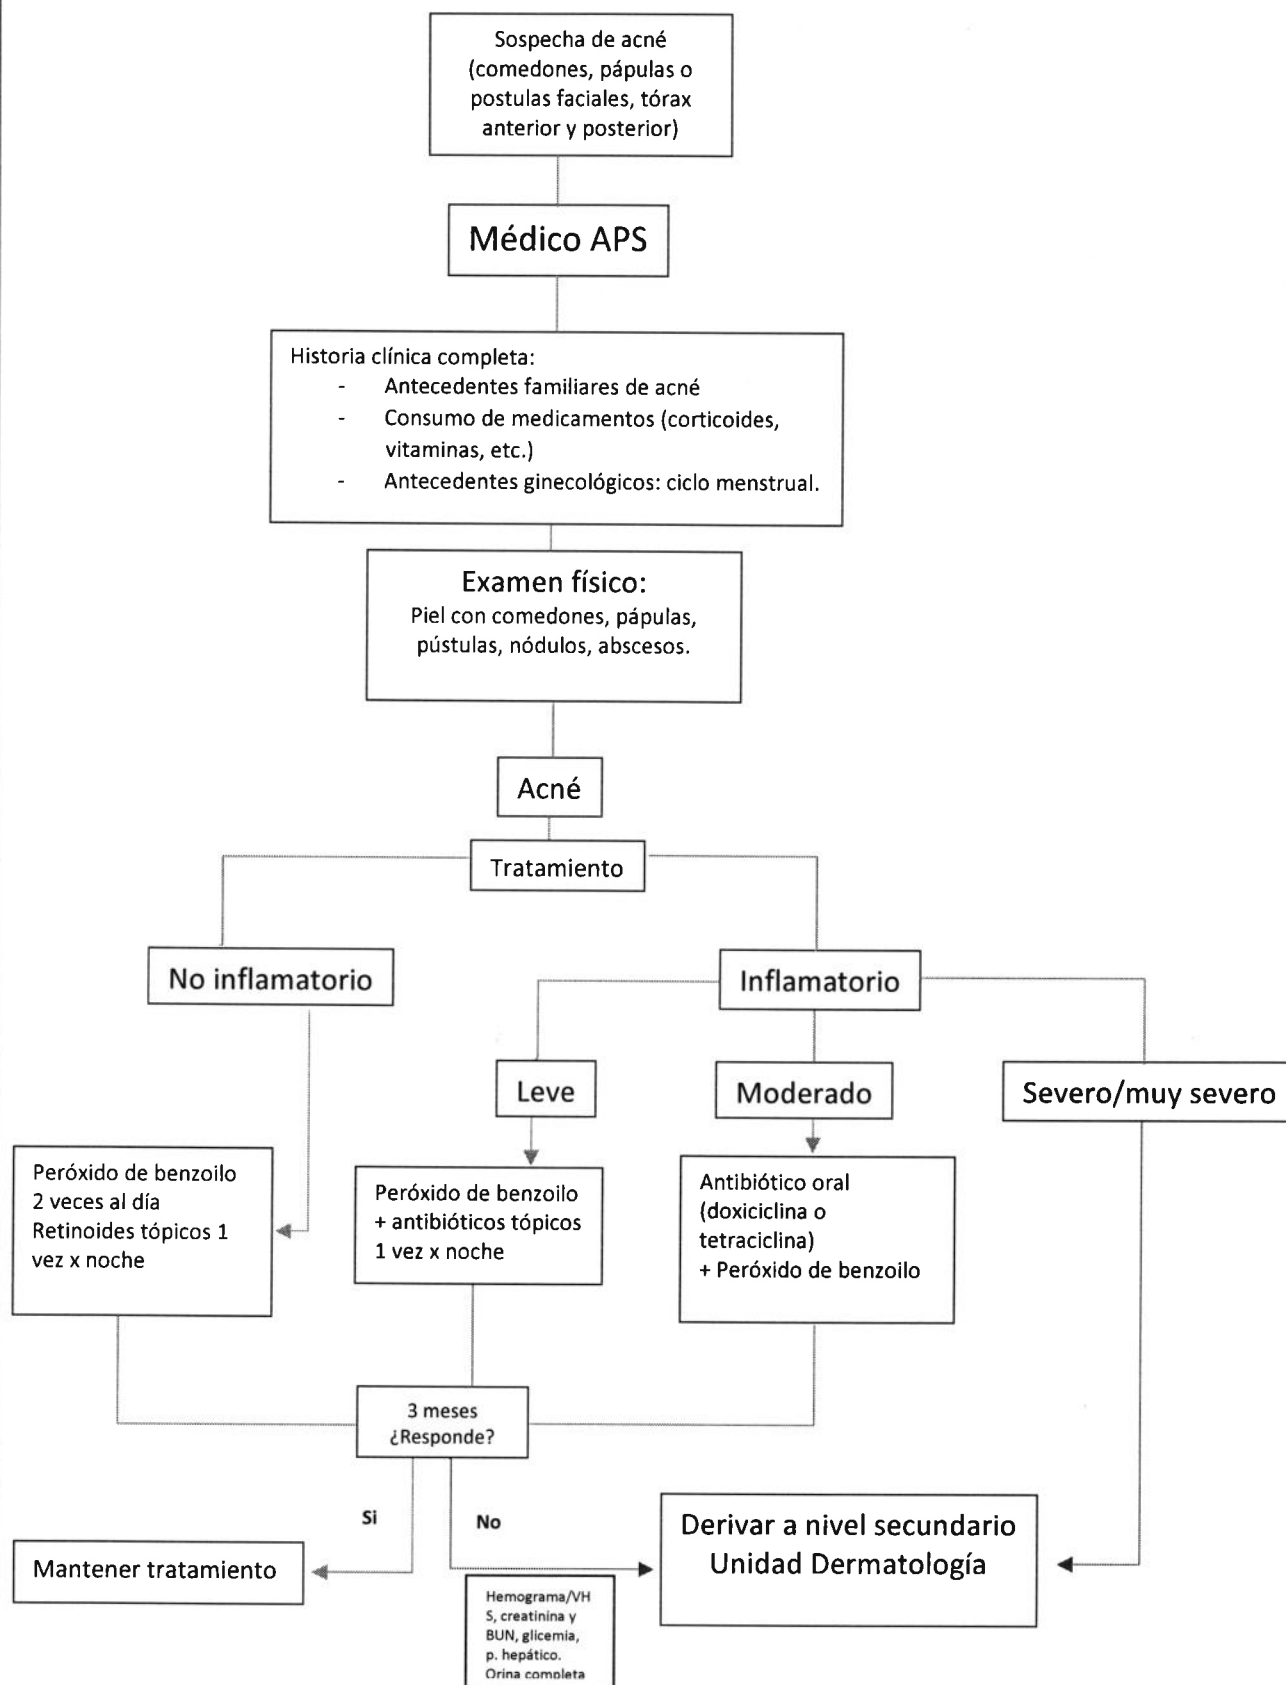 Sospecha de acné
(comedones, pápulas o
postulas faciales, tórax
anterior y posterior)
Médico APS
Historia clínica completa:
- Antecedentes familiares de acné
- Consumo de medicamentos (corticoides,
vitaminas, etc.)
- Antecedentes ginecológicos: ciclo menstrual.
Examen físico:
Piel con comedones, pápulas,
pústulas, nódulos, abscesos.
Acné
Tratamiento
No inflamatorio
Inflamatorio
Leve
Moderado
Severo/muy severo
Peróxido de benzoilo
2 veces al día
Retinoides tópicos 1
vez x noche
Peróxido de benzoilo
+ antibióticos tópicos
1 vez x noche
Antibiótico oral
(doxiciclina o
tetraciclina)
+ Peróxido de benzoilo
3 meses
¿Responde?
Si
No
Mantener tratamiento
Derivar a nivel secundario
Unidad Dermatología
Hemograma/VH
S, creatinina y
BUN, glicemia,
p. hepático.
Orina completa